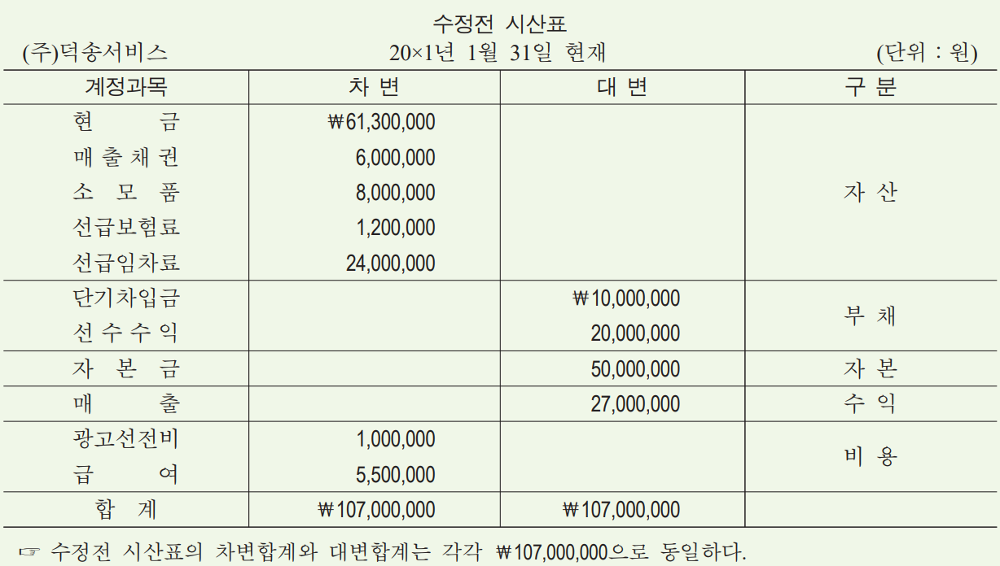 수정전 시산표
(주)덕송서비스 20×1년 1월 31일 현재 (단위 : 원)
계정과목 차 변 대 변 구 분
현 금 ₩61,300,000
매 출 채 권 6,000,000
소 모 품 8,000,000 자 산
선급보험료 1,200,000
선급임차료 24,000,000
단기차입금 ₩10,000,000 부 채
선 수 수 익 20,000,000
자 본 금 50,000,000 자 본
매 출 27,000,000 수 익
광고선전비 1,000,000 비 용
급 여 5,500,000
합 계 ₩107,000,000 ₩107,000,000
☞ 수정전 시산표의 차변합계와 대변합계는 각각 ₩107,000,000으로 동일하다.